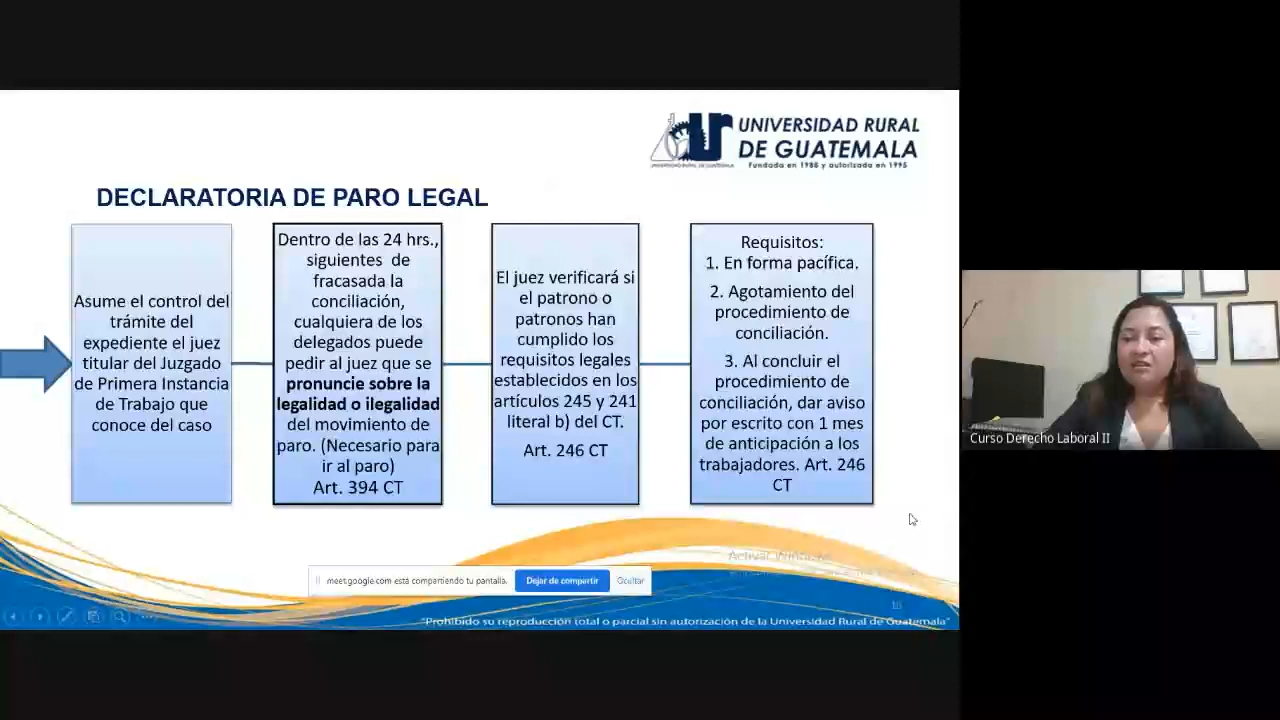 UNIVERSIDAD RURAL
DE GUATEMALA
Fundada en 1988 y autorizada en 1995
DECLARATORIA DE PARO LEGAL
Asume el control del
trámite del
expediente el juez
titular del Juzgado
de Primera Instancia
de Trabajo que
conoce del caso
Dentro de las 24 hrs.,
siguientes de
fracasada la
conciliación,
cualquiera de los
delegados puede
pedir al juez que se
pronuncie sobre la
legalidad o ilegalidad
del movimiento de
paro. (Necesario para
ir al paro)
Art. 394 CT
El juez verificará si
el patrono o
patronos han
cumplido los
requisitos legales
establecidos en los
artículos 245 y 241
literal b) del CT.
Art. 246 CT
Requisitos:
1. En forma pacífica.
2. Agotamiento del
procedimiento de
conciliación.
3. Al concluir el
procedimiento de
conciliación, dar aviso
por escrito con 1 mes
de anticipación a los
trabajadores. Art. 246
CT
Curso Derecho Laboral II
Activar Windows
meet.google.com está compartiendo tu pantalla.
Dejar de compartir
Ocultar
"Prohibido su reproducción total o parcial sin autorización de la Universidad Rural de Guatemala"